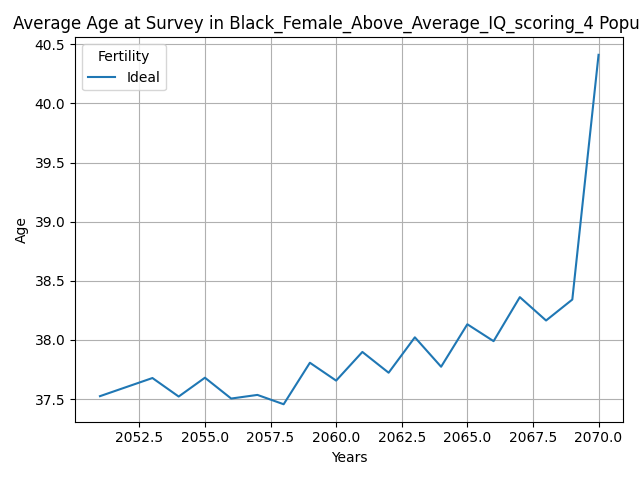 Average Age at Survey in Black_Female_Above_Average_IQ_scoring_4 Popu
40.5
40.0
39.5
39.0
38.5
38.0
37.5
Age
Fertility
Ideal
2052.5 2055.0 2057.5 2060.0 2062.5 2065.0 2067.5 2070.0
Years